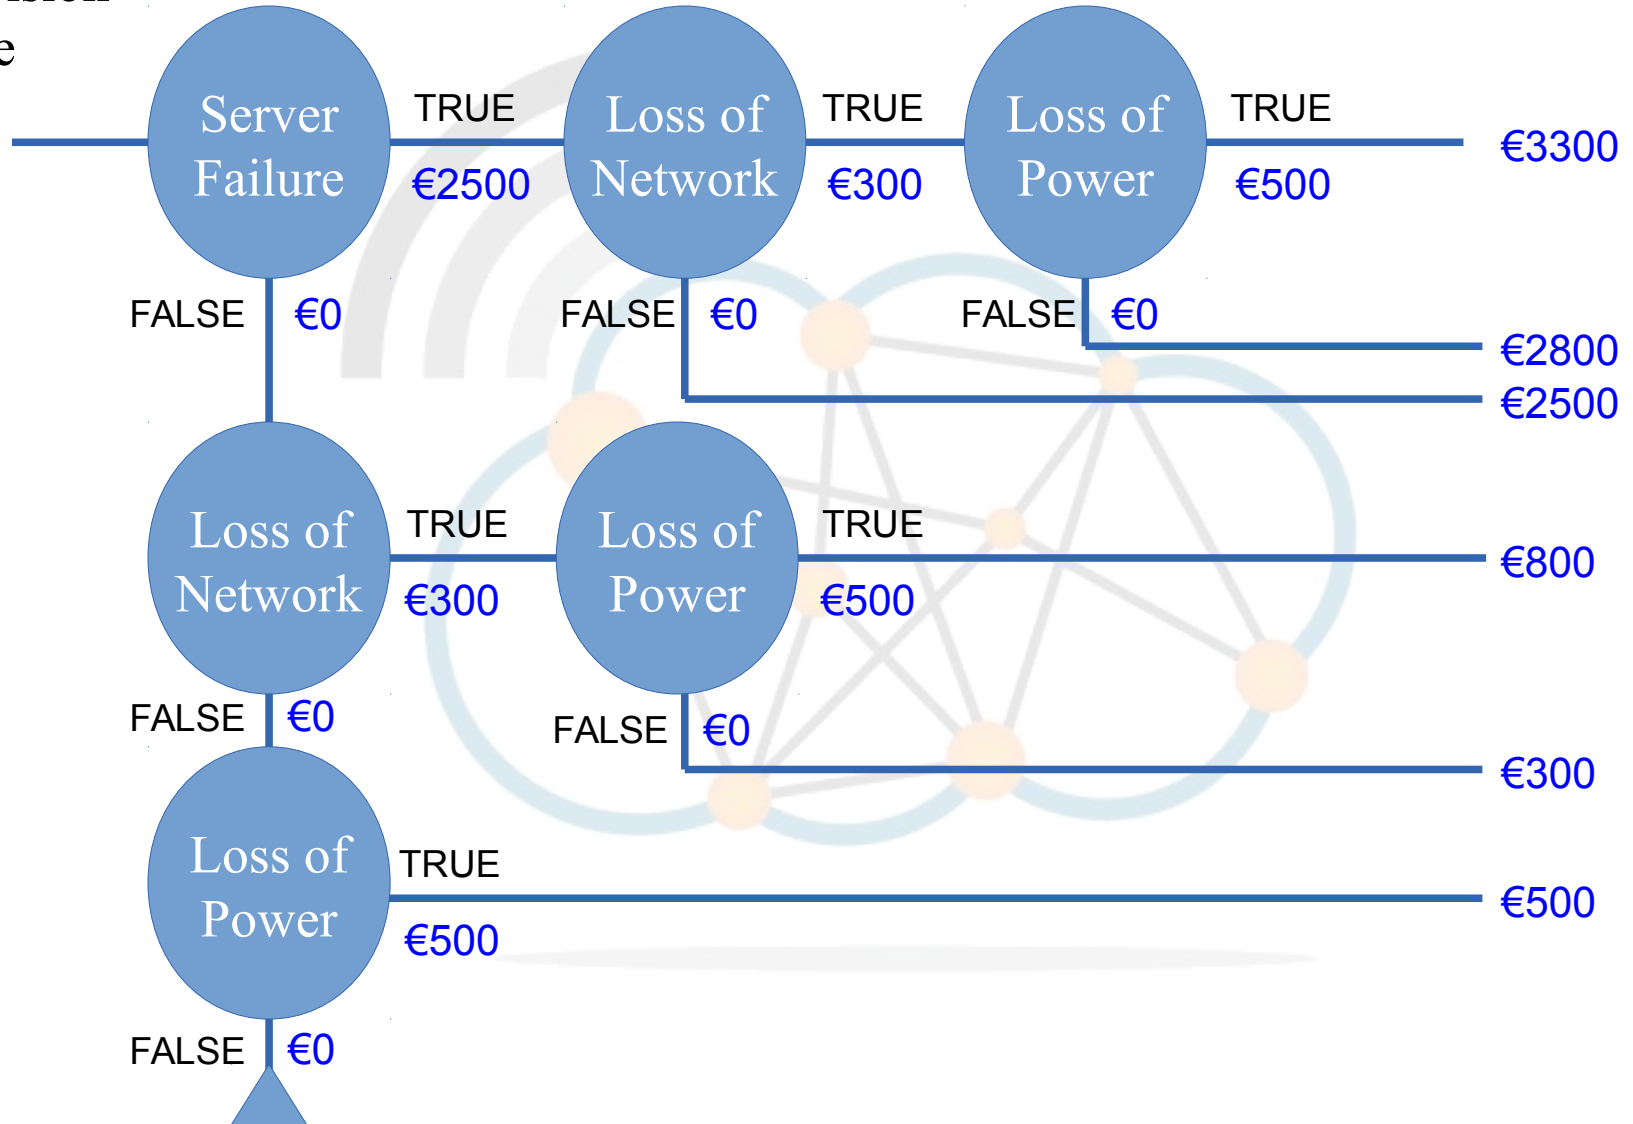 e
Server
Failure
TRUE
€2500
Loss of
Network
TRUE
€300
Loss of
Power
TRUE
€500
€3300
FALSE
€0
FALSE
€0
FALSE
€0
€2800
€2500
Loss of
Network
TRUE
€300
Loss of
Power
TRUE
€500
€800
FALSE
€0
FALSE
€0
€300
Loss of
Power
TRUE
€500
€500
FALSE
€0